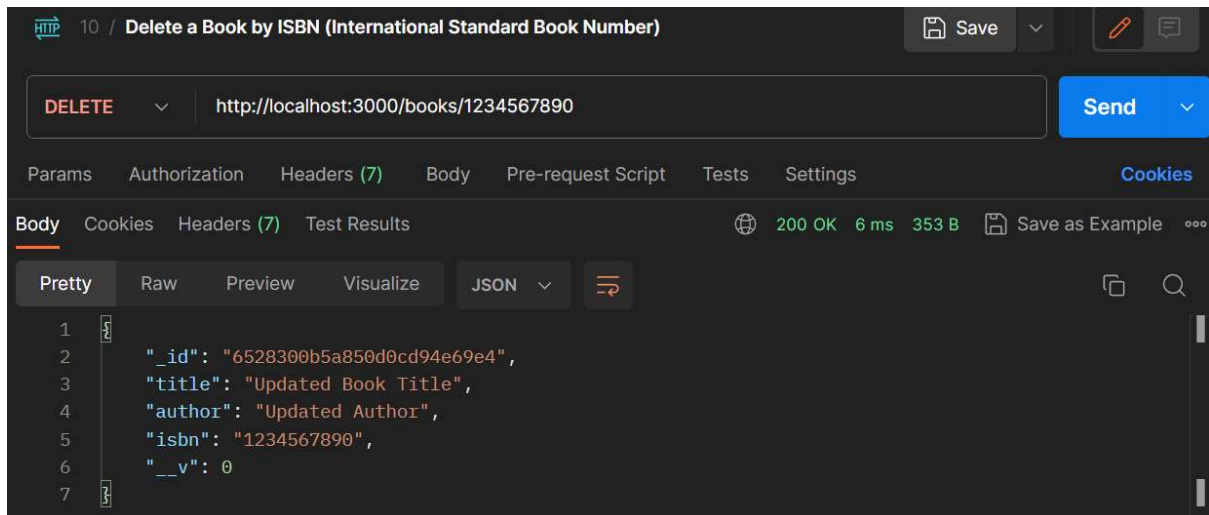 HTTP 10 / Delete a Book by ISBN (International Standard Book Number) Save
DELETE http://localhost:3000/books/1234567890 Send
Params Authorization Headers (7) Body Pre-request Script Tests Settings Cookies
Body Cookies Headers (7) Test Results 200 OK 6 ms 353 B Save as Example
Pretty Raw Preview Visualize JSON
1 {
2 "_id": "6528300b5a850d0cd94e69e4",
3 "title": "Updated Book Title",
4 "author": "Updated Author",
5 "isbn": "1234567890",
6 "__v": 0
7 }